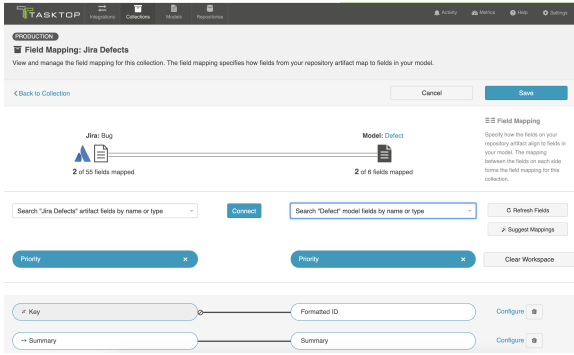 TASKTOP
Integrations
Collections
Models
Repositories
Activity
Metrics
Help
Settings
PRODUCTION
Field Mapping: Jira Defects
View and manage the field mapping for this collection. The field mapping specifies how fields from your repository artifact map to fields in your model.
Back to Collection
Cancel
Save
Jira: Bug
Model: Defect
2 of 55 fields mapped
2 of 6 fields mapped
Field Mapping
Specify how the fields on your
repository artifact align to fields in
your model. The mapping
between the fields on each side
forms the field mapping for this
collection.
Search "Jira Defects" artifact fields by name or type
Connect
Search "Defect" model fields by name or type
Refresh Fields
Suggest Mappings
Priority ×
Priority ×
Clear Workspace
Key
Formatted ID
Configure
Summary
Summary
Configure